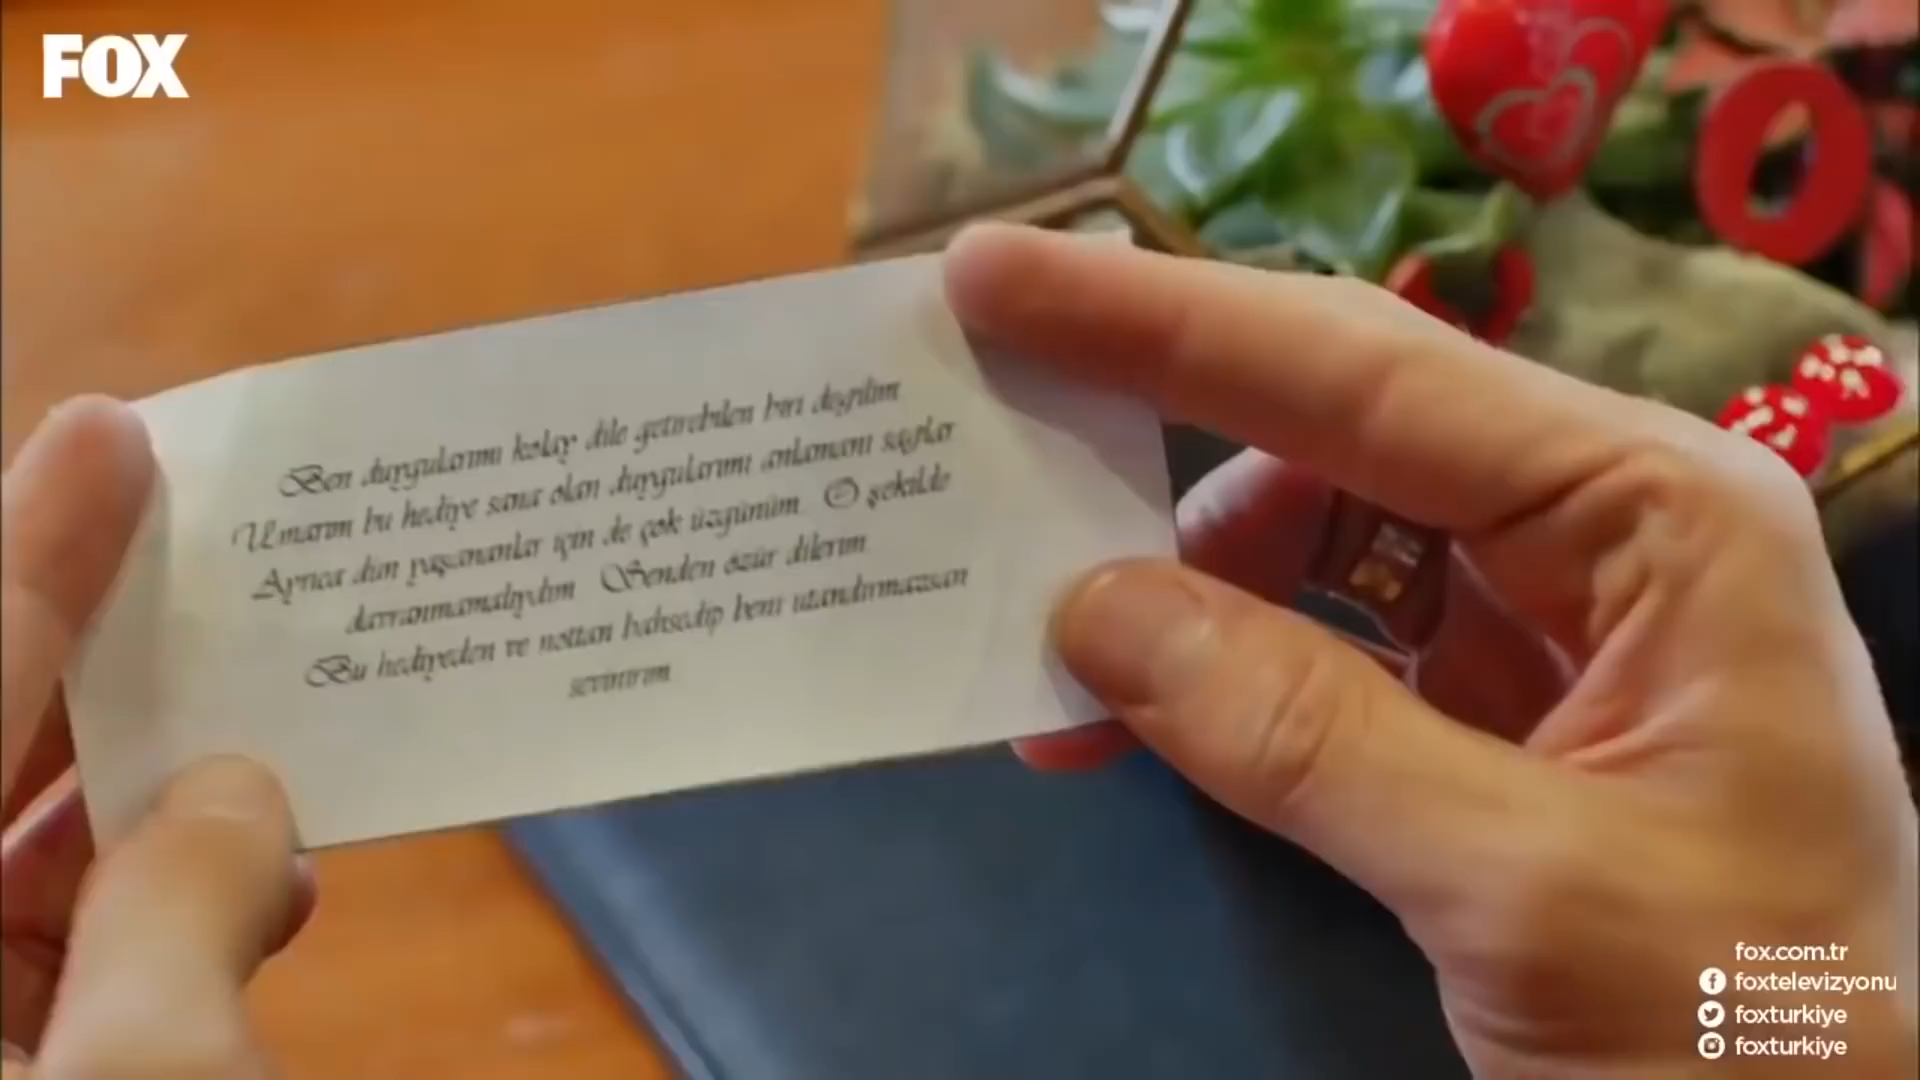 FOX
Ben duygularımı kolay dile getirebilen biri değilim.
Umarım bu hediye sana olan duygularımı anlamanı sağlar
Ayrıca dün yaşananlar için de çok üzgünüm. O şekilde
davranmamalıydım. Senden özür dilerim.
Bu hediyeden ve nottan bahsedip beni utandırmazsan
sevinirim.
fox.com.tr
foxtelevizyonu
foxturkiye
foxturkiye